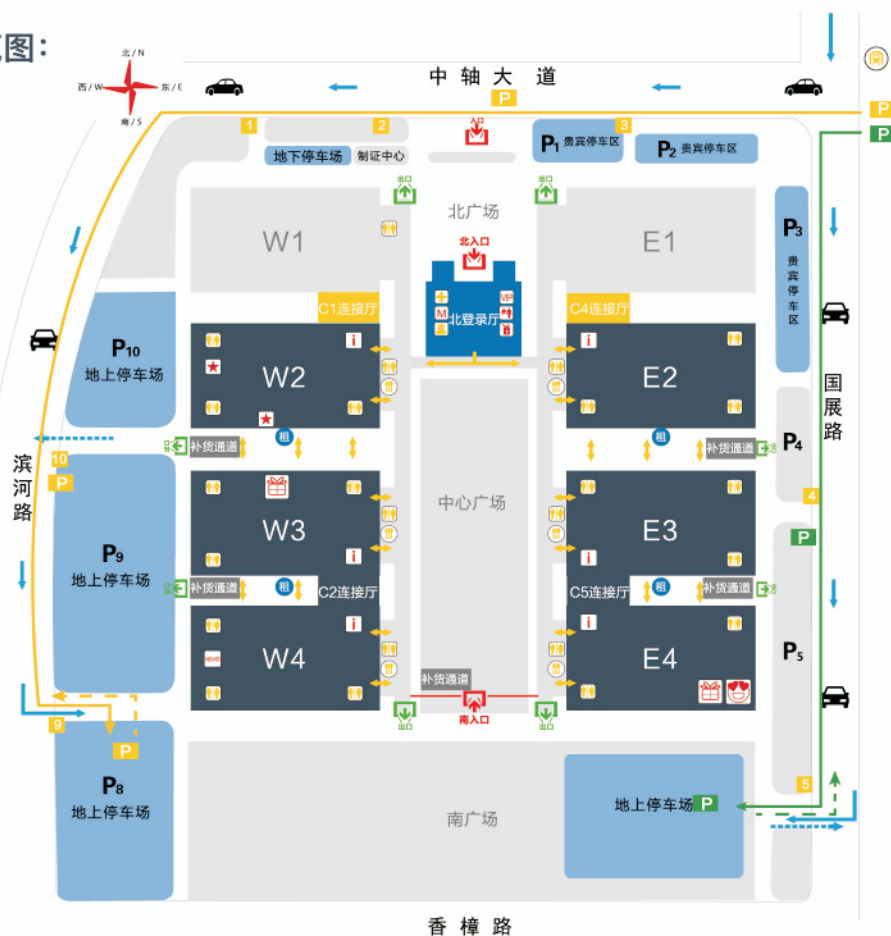 图：
北/N
西/W
东/E
南/S
中轴大道
P
P
P
1
2
3
入口
地下停车场
制证中心
P1 贵宾停车区
P2 贵宾停车区
出口
出口
北广场
W1
E1
北入口
P3
贵宾停车区
C1连接厅
C4连接厅
MP
M
北登录厅
P10
地上停车场
W2
E2
i
i
国展路
租
租
出口
补货通道
补货通道
P4
滨河路
10
P
4
W3
中心广场
E3
P
P9
地上停车场
i
i
补货通道
租
C2连接厅
C5连接厅
租
补货通道
i
i
W4
E4
P5
NEWS
补货通道
南入口
出口
出口
9
P
P8
地上停车场
5
地上停车场 P
南广场
香樟路